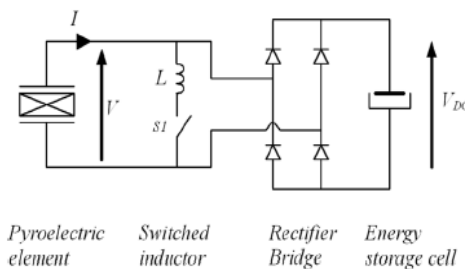 I
L
V
S1
V_DC
Pyroelectric Switched Rectifier Energy
element inductor Bridge storage cell